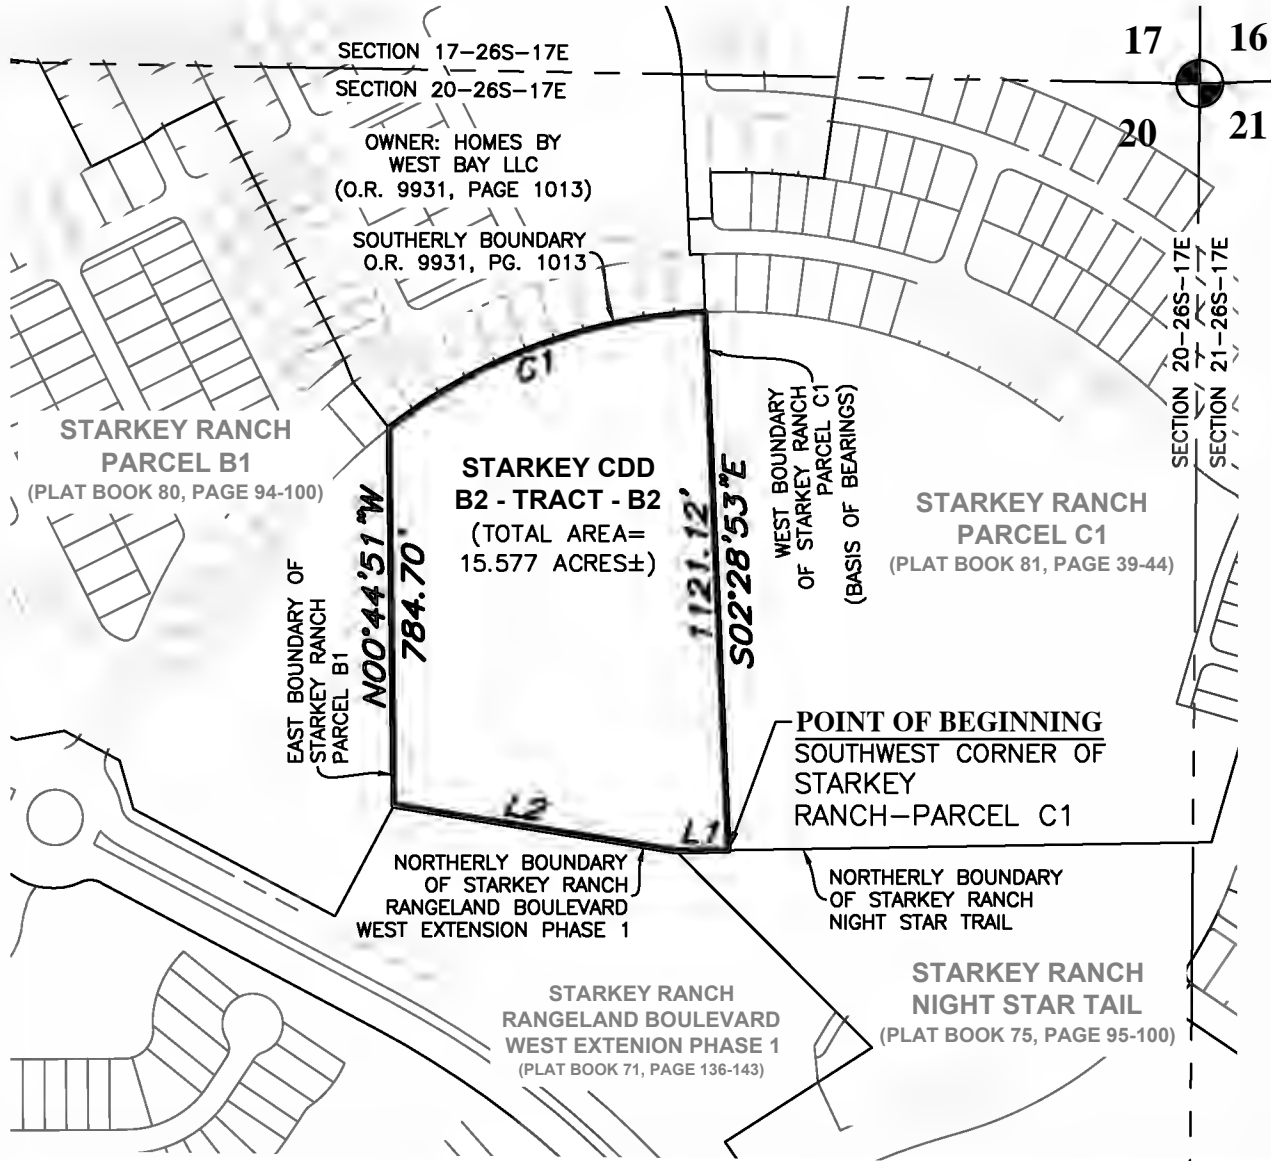 SECTION 17-26S-17E
SECTION 20-26S-17E
17
16
20
21
OWNER: HOMES BY
WEST BAY LLC
(O.R. 9931, PAGE 1013)
SOUTHERLY BOUNDARY
O.R. 9931, PG. 1013
C1
STARKEY RANCH
PARCEL B1
(PLAT BOOK 80, PAGE 94-100)
STARKEY CDD
B2 - TRACT - B2
(TOTAL AREA=
15.577 ACRES±)
N00°44'51"W
784.70'
EAST BOUNDARY OF
STARKEY RANCH
PARCEL B1
1121.12'
S02°28'53"E
WEST BOUNDARY
OF STARKEY RANCH
PARCEL C1
(BASIS OF BEARINGS)
STARKEY RANCH
PARCEL C1
(PLAT BOOK 81, PAGE 39-44)
SECTION 20-26S-17E
SECTION 21-26S-17E
POINT OF BEGINNING
SOUTHWEST CORNER OF
STARKEY
RANCH-PARCEL C1
L2
L1
NORTHERLY BOUNDARY
OF STARKEY RANCH
RANGELAND BOULEVARD
WEST EXTENSION PHASE 1
NORTHERLY BOUNDARY
OF STARKEY RANCH
NIGHT STAR TRAIL
STARKEY RANCH
RANGELAND BOULEVARD
WEST EXTENION PHASE 1
(PLAT BOOK 71, PAGE 136-143)
STARKEY RANCH
NIGHT STAR TAIL
(PLAT BOOK 75, PAGE 95-100)